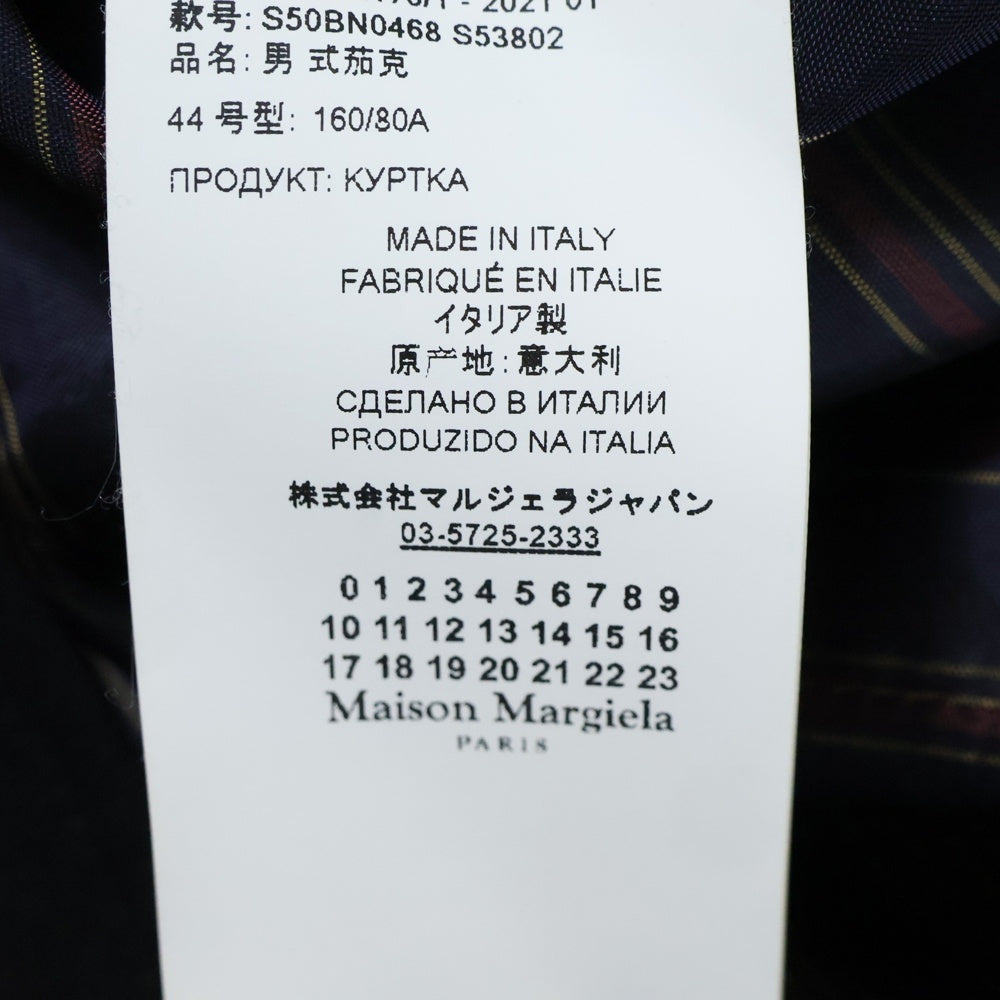 - 2021 01
款号: S50BN0468 S53802
品名: 男 式茄克
44 号型: 160/80A
ПРОДУКТ: КУРТКА
MADE IN ITALY
FABRIQUÉ EN ITALIE
イタリア製
原产地: 意大利
СДЕЛАНО В ИТАЛИИ
PRODUZIDO NA ITALIA
株式会社マルジェラジャパン
03-5725-2333
0 1 2 3 4 5 6 7 8 9
10 11 12 13 14 15 16
17 18 19 20 21 22 23
Maison Margiela
PARIS